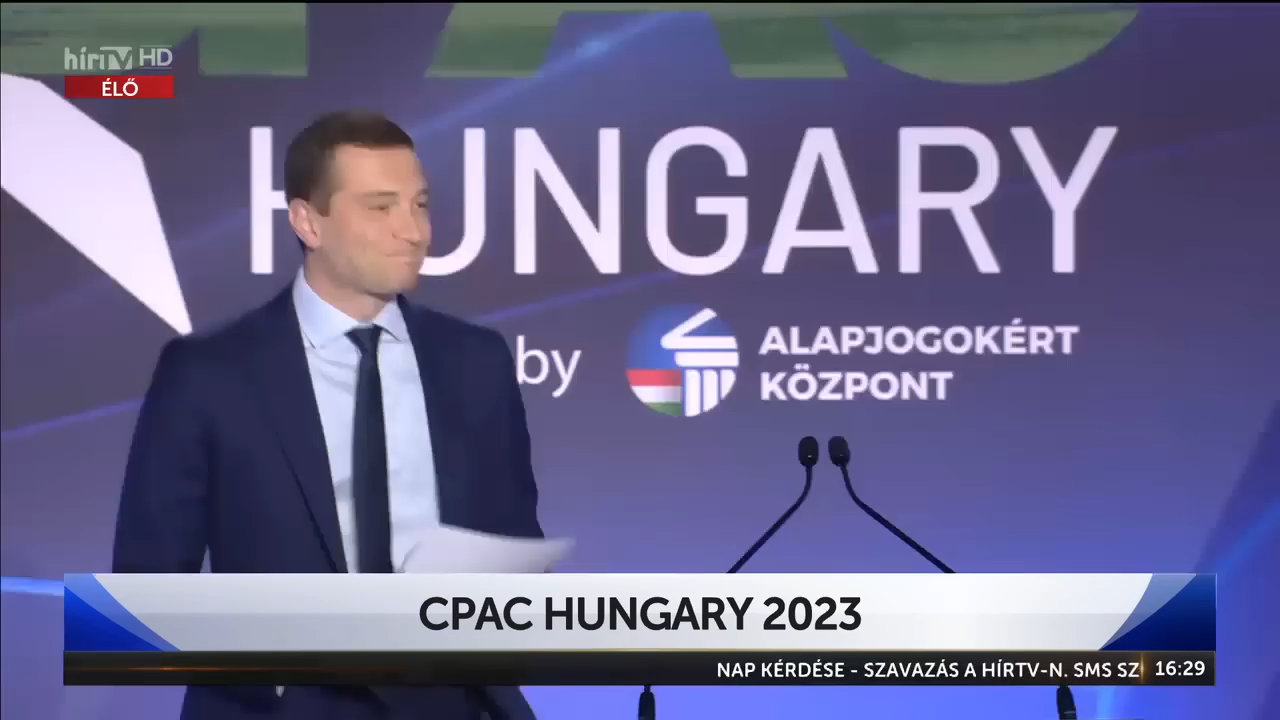 hírTV HD
ÉLŐ
HUNGARY
by
ALAPJOGOKÉRT
KÖZPONT
CPAC HUNGARY 2023
NAP KÉRDÉSE - SZAVAZÁS A HÍRTV-N. SMS SZ
16:29